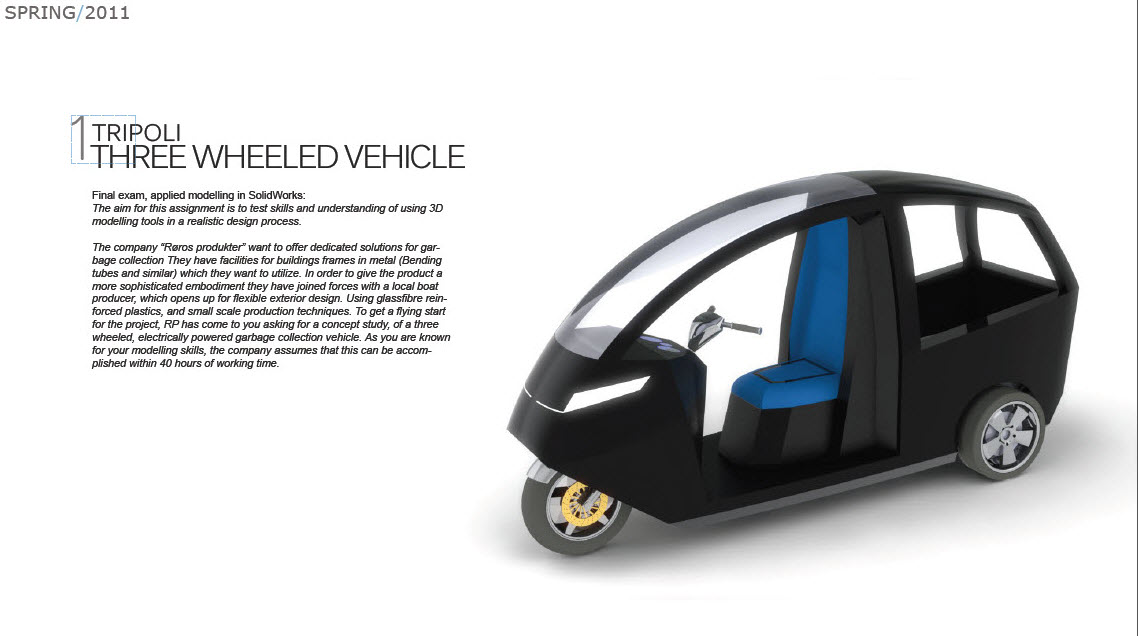 SPRING/2011
1
TRIPOLI
THREE WHEELED VEHICLE
Final exam, applied modelling in SolidWorks:
The aim for this assignment is to test skills and understanding of using 3D
modelling tools in a realistic design process.
The company “Røros produkter” want to offer dedicated solutions for gar-
bage collection They have facilities for buildings frames in metal (Bending
tubes and similar) which they want to utilize. In order to give the product a
more sophisticated embodiment they have joined forces with a local boat
producer, which opens up for flexible exterior design. Using glassfibre rein-
forced plastics, and small scale production techniques. To get a flying start
for the project, RP has come to you asking for a concept study, of a three
wheeled, electrically powered garbage collection vehicle. As you are known
for your modelling skills, the company assumes that this can be accom-
plished within 40 hours of working time.